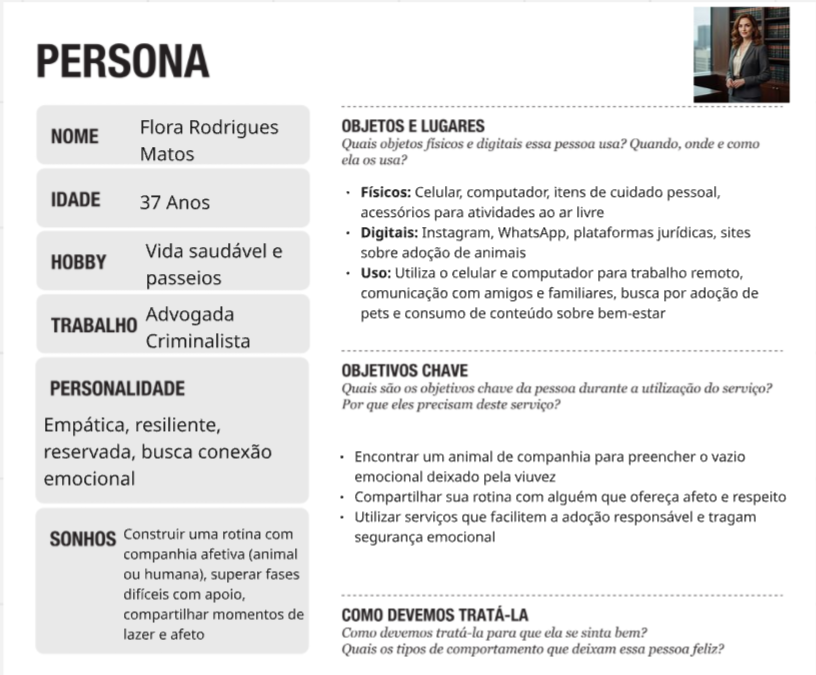 PERSONA
NOME
Flora Rodrigues
Matos
IDADE
37 Anos
HOBBY
Vida saudável e
passeios
TRABALHO
Advogada
Criminalista
PERSONALIDADE
Empática, resiliente,
reservada, busca conexão
emocional
SONHOS
Construir uma rotina com
companhia afetiva (animal
ou humana), superar fases
difíceis com apoio,
compartilhar momentos de
lazer e afeto
OBJETOS E LUGARES
Quais objetos físicos e digitais essa pessoa usa? Quando, onde e como
ela os usa?
· Físicos: Celular, computador, itens de cuidado pessoal,
acessórios para atividades ao ar livre
· Digitais: Instagram, WhatsApp, plataformas jurídicas, sites
sobre adoção de animais
· Uso: Utiliza o celular e computador para trabalho remoto,
comunicação com amigos e familiares, busca por adoção de
pets e consumo de conteúdo sobre bem-estar
OBJETIVOS CHAVE
Quais são os objetivos chave da pessoa durante a utilização do serviço?
Por que eles precisam deste serviço?
· Encontrar um animal de companhia para preencher o vazio
emocional deixado pela viuvez
· Compartilhar sua rotina com alguém que ofereça afeto e respeito
· Utilizar serviços que facilitem a adoção responsável e tragam
segurança emocional
COMO DEVEMOS TRATÁ-LA
Como devemos tratá-la para que ela se sinta bem?
Quais os tipos de comportamento que deixam essa pessoa feliz?